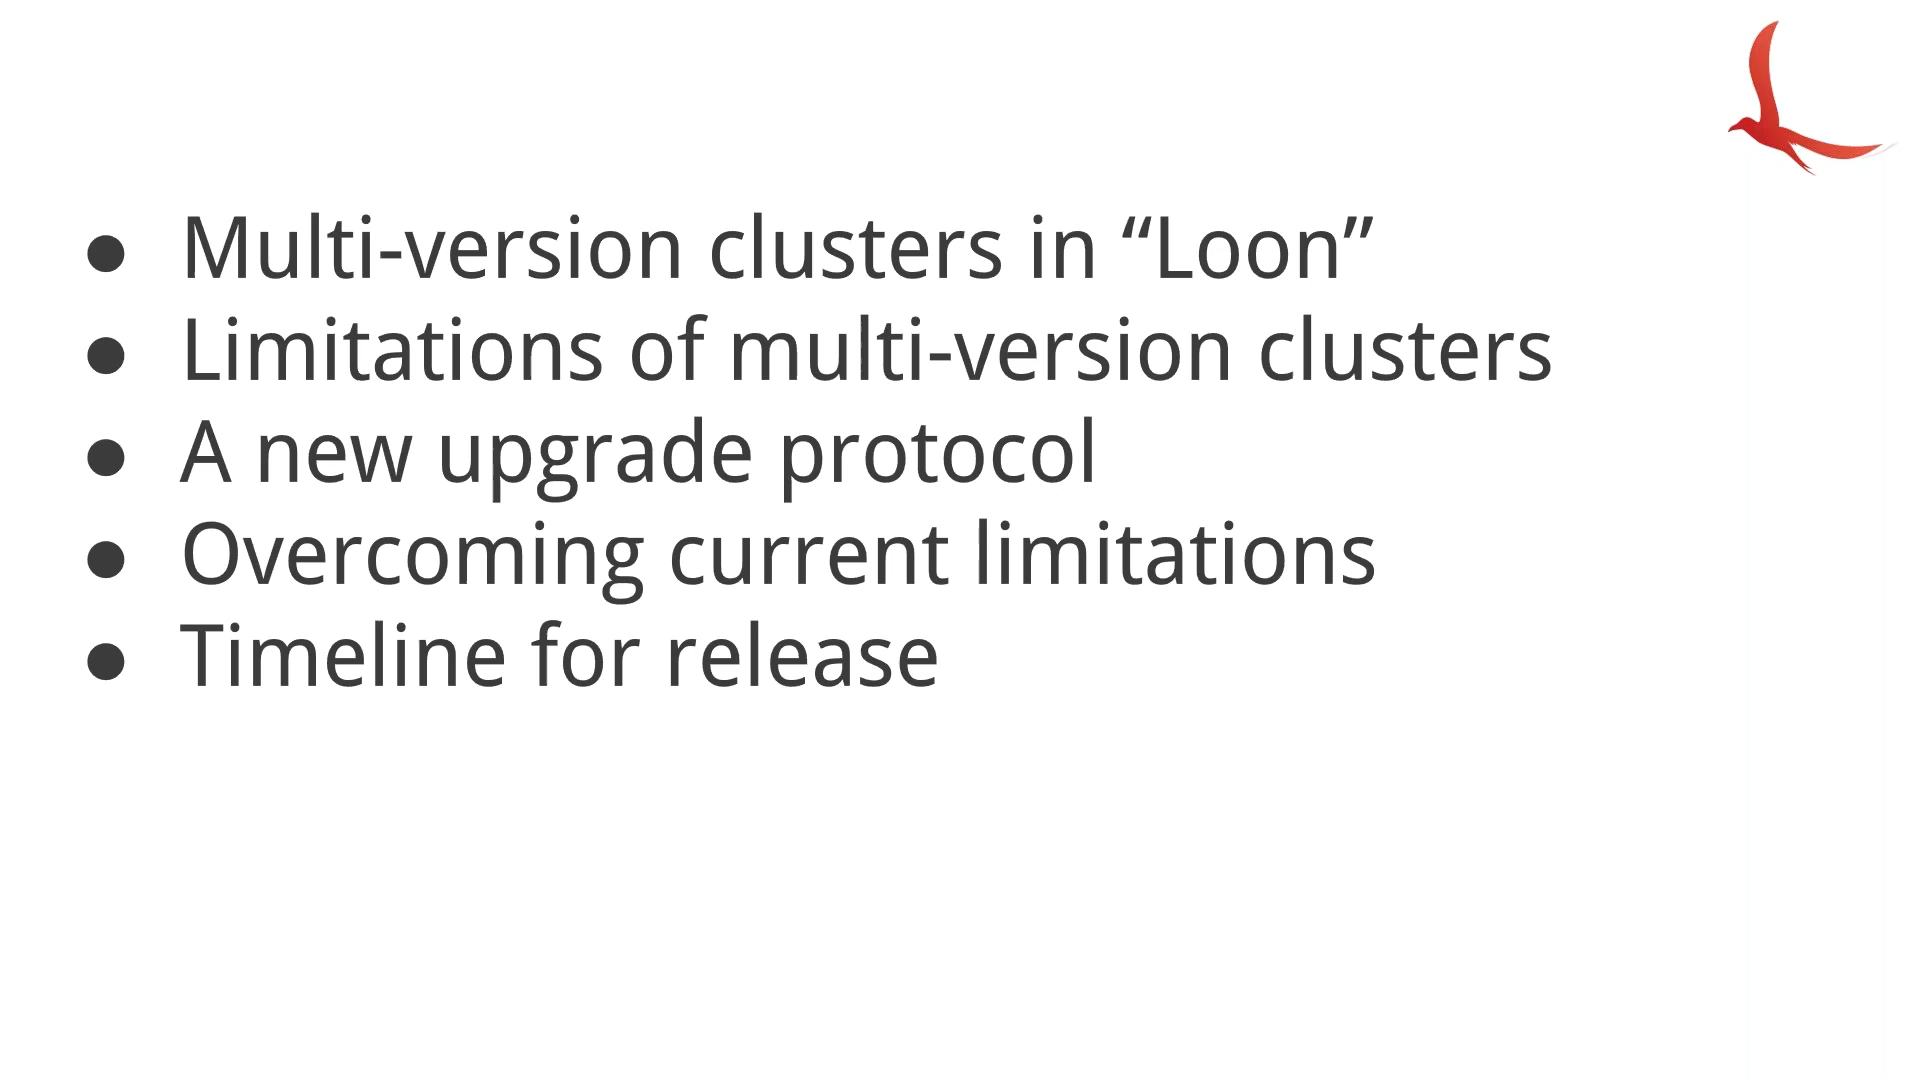 ● Multi-version clusters in “Loon”
● Limitations of multi-version clusters
● A new upgrade protocol
● Overcoming current limitations
● Timeline for release